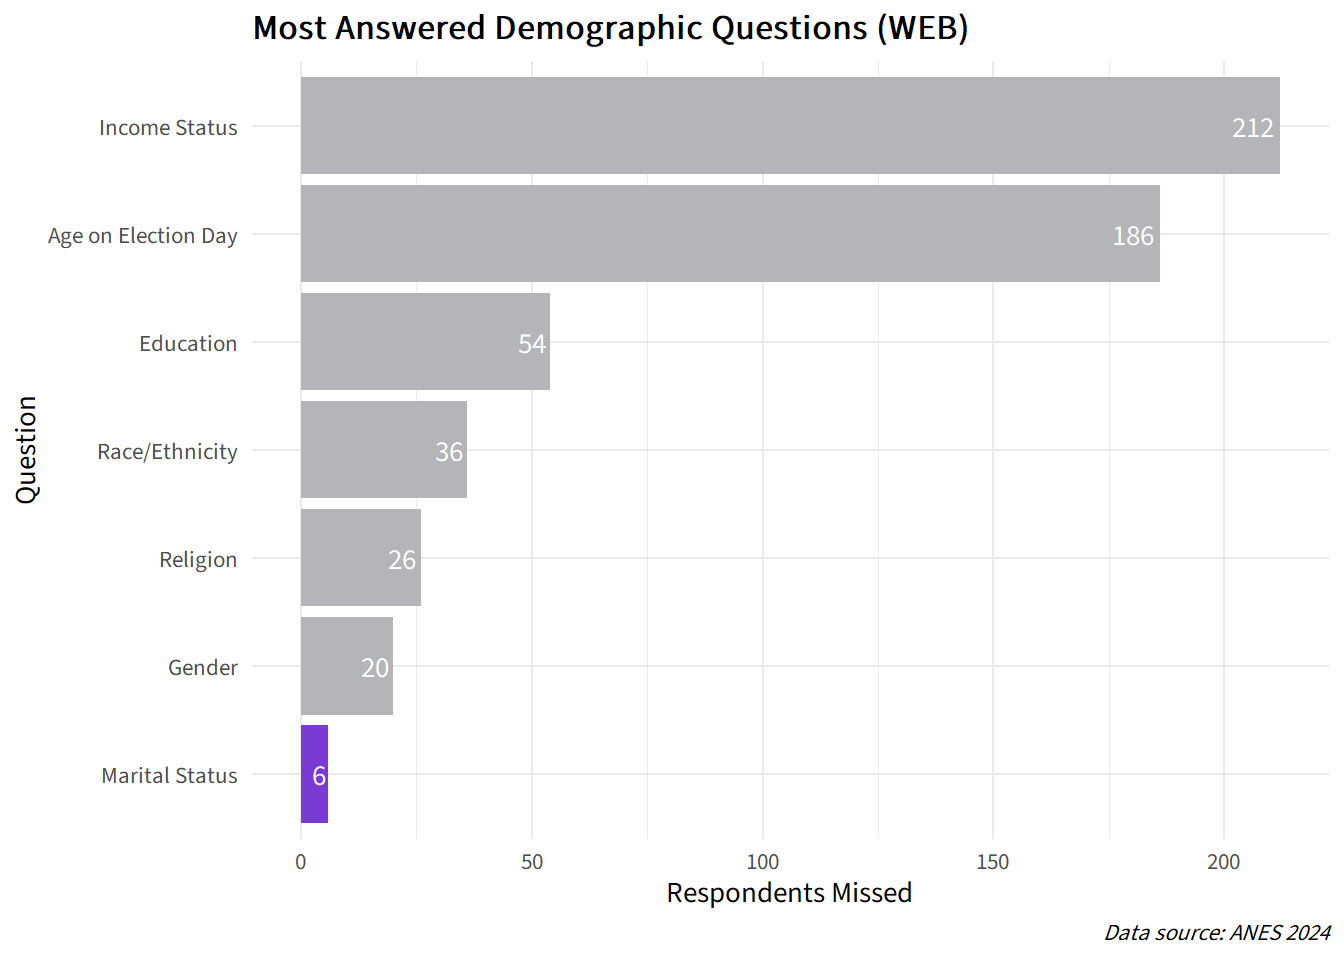 Most Answered Demographic Questions (WEB)
Income Status
212
Age on Election Day
186
Education
54
Race/Ethnicity
36
Religion
26
Gender
20
Marital Status
6
Question
0 50 100 150 200
Respondents Missed
Data source: ANES 2024